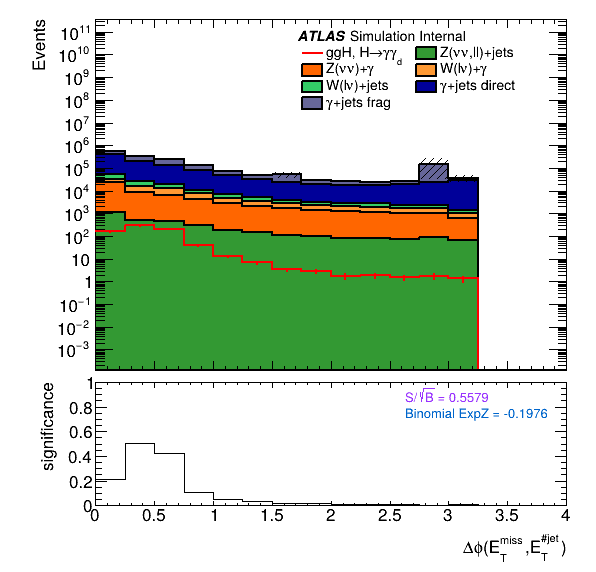 Events
ATLAS Simulation Internal
ggH, H→γγd
Z(νν,ll)+jets
Z(νν)+γ
W(lν)+γ
W(lν)+jets
γ+jets direct
γ+jets frag
10^11
10^10
10^9
10^8
10^7
10^6
10^5
10^4
10^3
10^2
10
1
10^−1
10^−2
10^−3
significance
S/√B = 0.5579
Binomial ExpZ = -0.1976
1
0.8
0.6
0.4
0.2
0
0 0.5 1 1.5 2 2.5 3 3.5 4
Δϕ(E_T^miss,E_T^#jet)